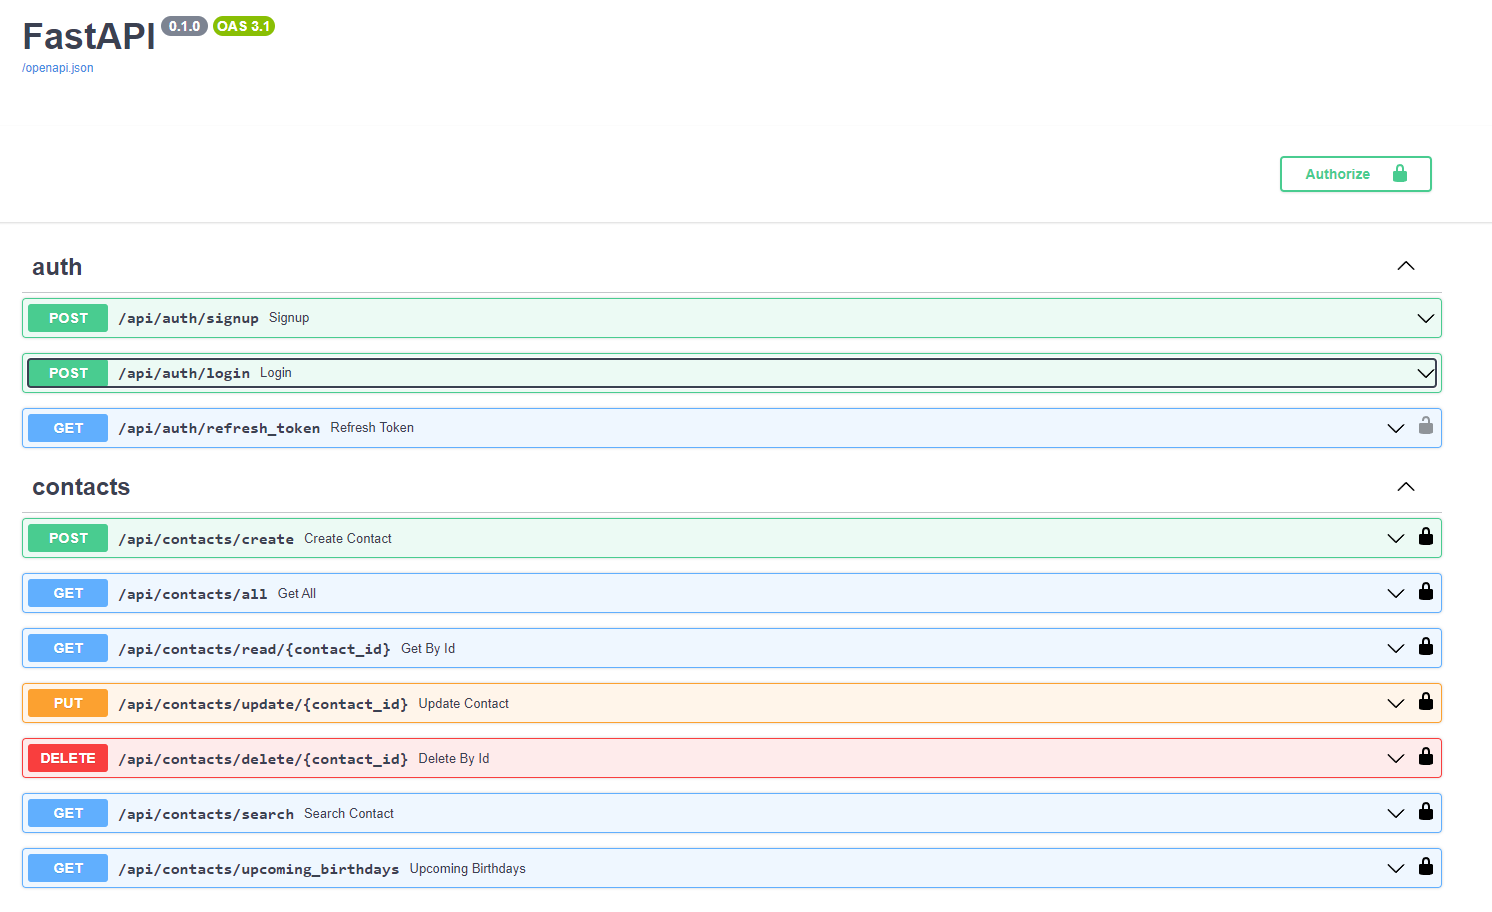 FastAPI 0.1.0 OAS 3.1
/openapi.json
Authorize
auth
POST /api/auth/signup Signup
POST /api/auth/login Login
GET /api/auth/refresh_token Refresh Token
contacts
POST /api/contacts/create Create Contact
GET /api/contacts/all Get All
GET /api/contacts/read/{contact_id} Get By Id
PUT /api/contacts/update/{contact_id} Update Contact
DELETE /api/contacts/delete/{contact_id} Delete By Id
GET /api/contacts/search Search Contact
GET /api/contacts/upcoming_birthdays Upcoming Birthdays